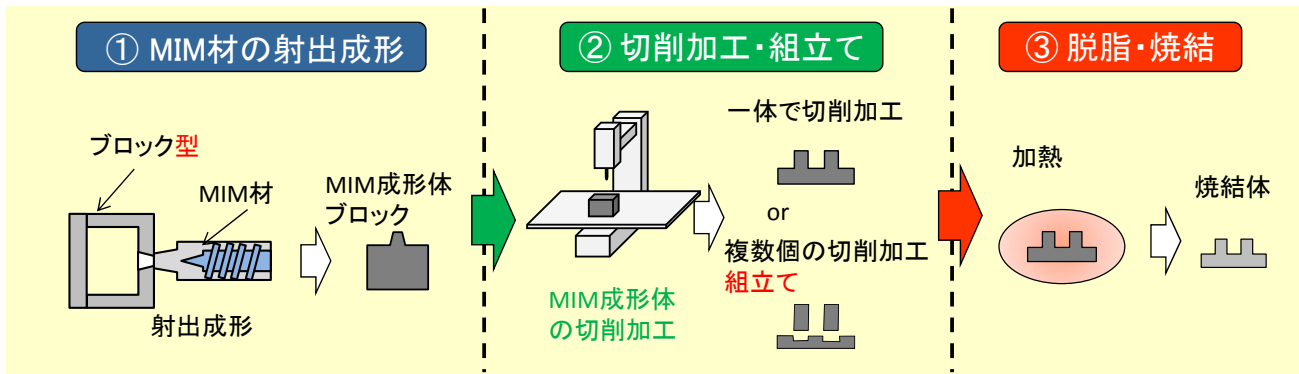 ① MIM材の射出成形
ブロック型
MIM材
MIM成形体
ブロック
射出成形
② 切削加工・組立て
MIM成形体
の切削加工
一体で切削加工
or
複数個の切削加工
組立て
③ 脱脂・焼結
加熱
焼結体